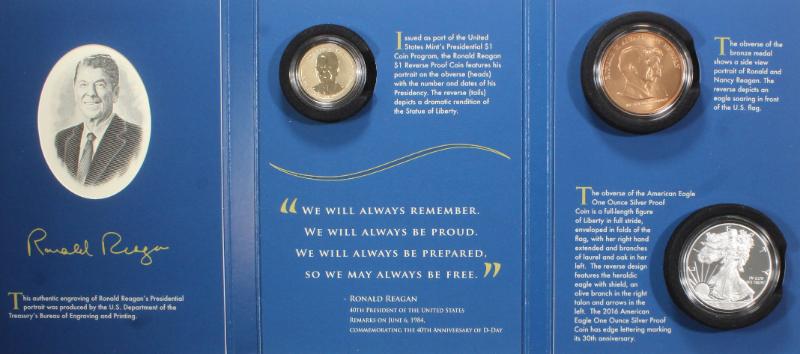 Ronald Reagan
This authentic engraving of Ronald Reagan's Presidential
portrait was produced by the U.S. Department of the
Treasury's Bureau of Engraving and Printing.
Issued as part of the United
States Mint's Presidential $1
Coin Program, the Ronald Reagan
$1 Reverse Proof Coin features his
portrait on the obverse (heads)
with the number and dates of his
Presidency. The reverse (tails)
depicts a dramatic rendition of
the Statue of Liberty.
“We will always remember.
We will always be proud.
We will always be prepared,
so we may always be free.”
- Ronald Reagan
40th President of the United States
Remarks on June 6, 1984,
commemorating the 40th Anniversary of D-Day
The obverse of the
bronze medal
shows a side view
portrait of Ronald and
Nancy Reagan. The
reverse depicts an
eagle soaring in front
of the U.S. flag.
The obverse of the American Eagle
One Ounce Silver Proof
Coin is a full-length figure
of Liberty in full stride,
enveloped in folds of the
flag, with her right hand
extended and branches
of laurel and oak in her
left. The reverse design
features the heraldic
eagle with shield, an
olive branch in the right
talon and arrows in the
left. The 2016 American
Eagle One Ounce Silver Proof
Coin has edge lettering marking
its 30th anniversary.
IN GOD
WE TRUST